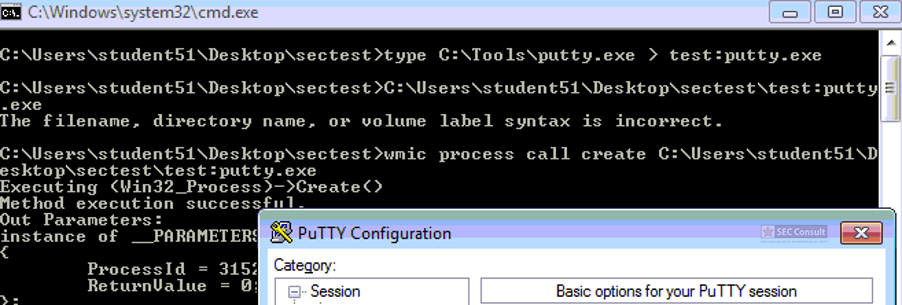 C:\Windows\system32\cmd.exe
C:\Users\student51\Desktop\sectest>type C:\Tools\putty.exe > test:putty.exe
C:\Users\student51\Desktop\sectest>C:\Users\student51\Desktop\sectest\test:putty
.exe
The filename, directory name, or volume label syntax is incorrect.
C:\Users\student51\Desktop\sectest>wmic process call create C:\Users\student51\D
esktop\sectest\test:putty.exe
Executing (Win32_Process)->Create()
Method execution successful.
Out Parameters:
instance of __PARAMETERS
{
ProcessId = 3152
ReturnValue = 0;
};
PuTTY Configuration
SEC Consult
Category:
Session
Basic options for your PuTTY session